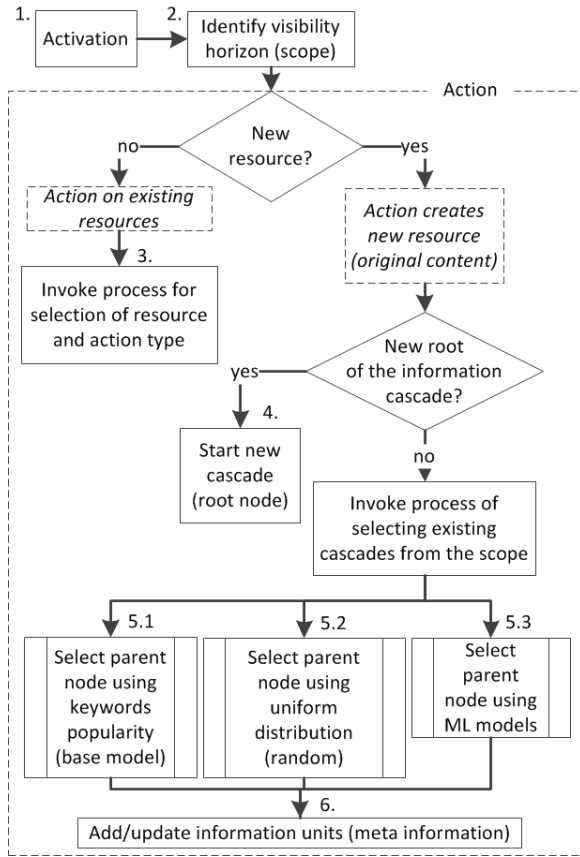 1.
Activation
2.
Identify visibility
horizon (scope)
Action
New
resource?
no
yes
Action on existing
resources
Action creates
new resource
(original content)
3.
Invoke process for
selection of resource
and action type
New root
of the information
cascade?
yes
no
4.
Start new
cascade
(root node)
Invoke process of
selecting existing
cascades from the scope
5.1
Select parent
node using
keywords
popularity
(base model)
5.2
Select parent
node using
uniform
distribution
(random)
5.3
Select
parent
node using
ML models
6.
Add/update information units (meta information)